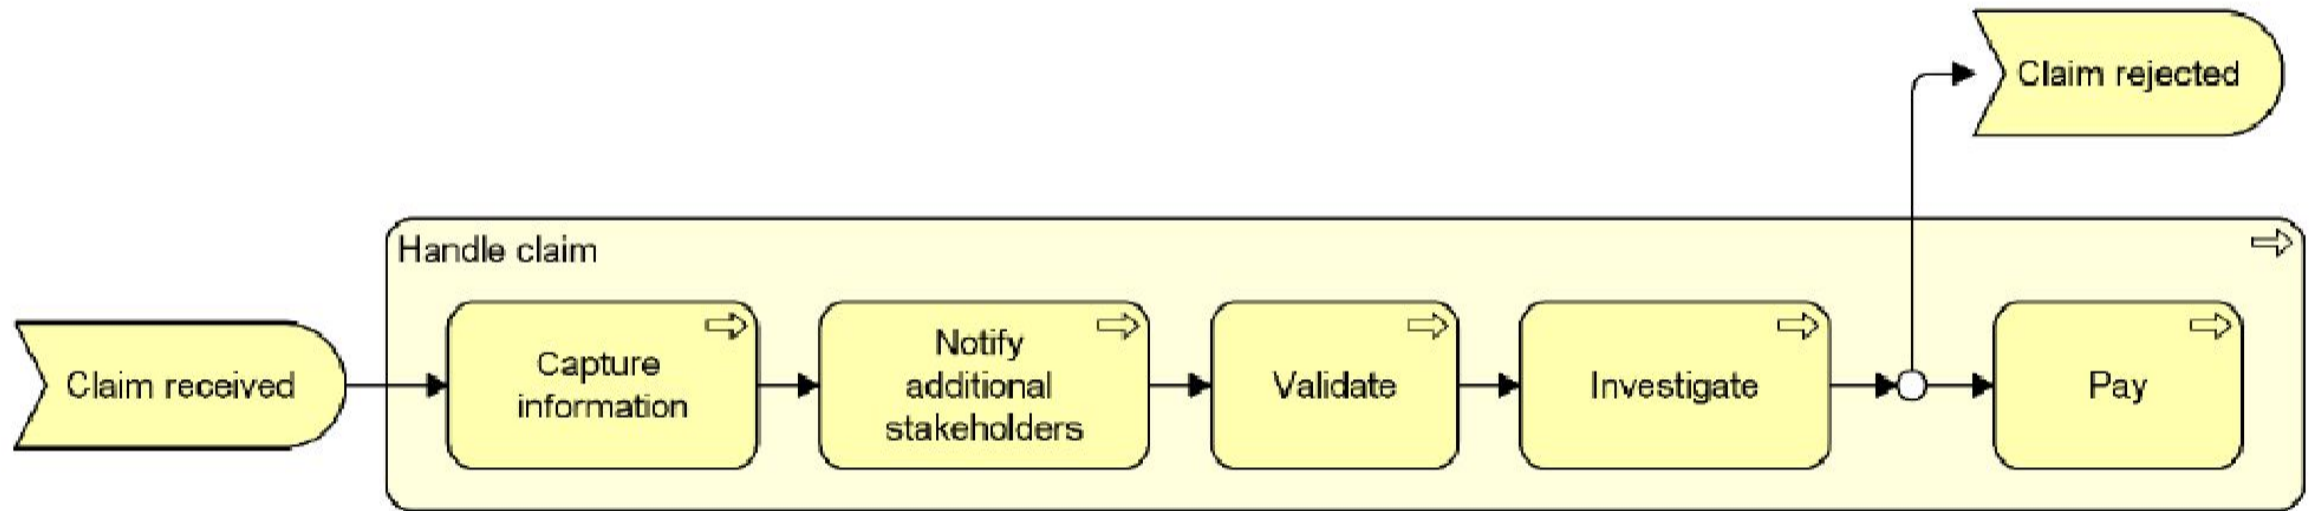 Claim rejected
Handle claim
Claim received
Capture
information
Notify
additional
stakeholders
Validate
Investigate
Pay